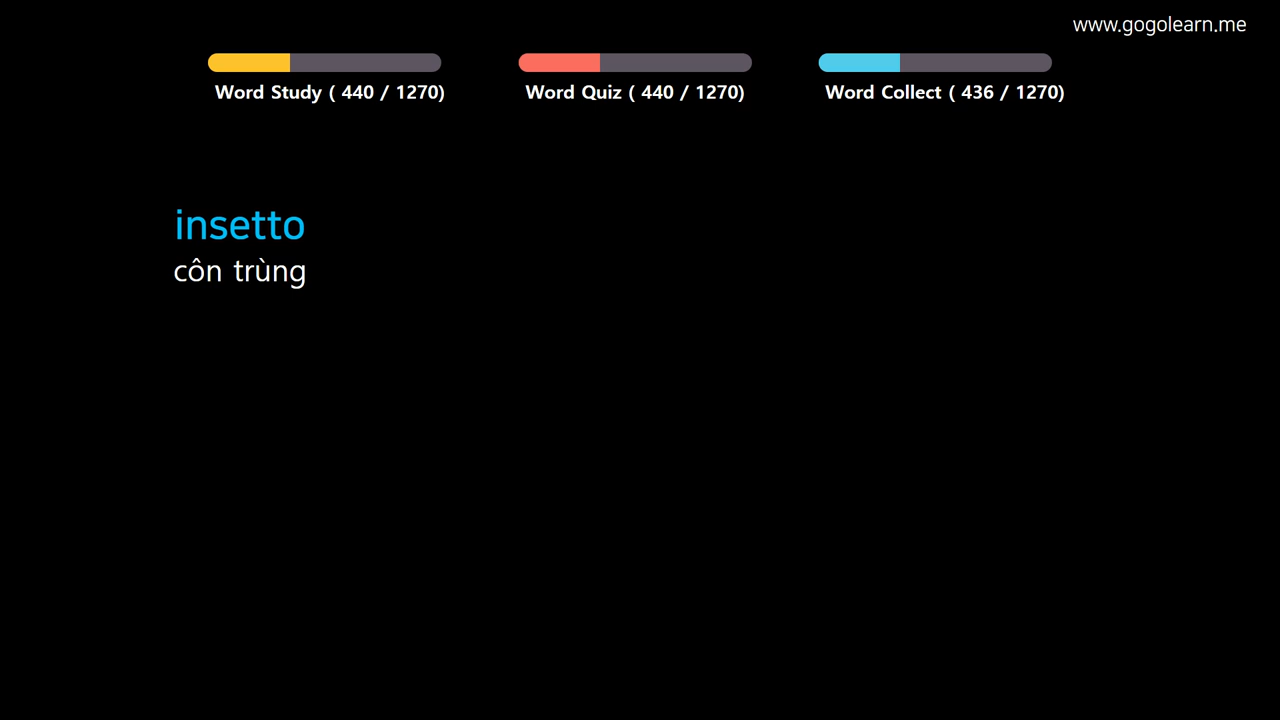 www.gogolearn.me
Word Study ( 440 / 1270)
Word Quiz ( 440 / 1270)
Word Collect ( 436 / 1270)
insetto
côn trùng